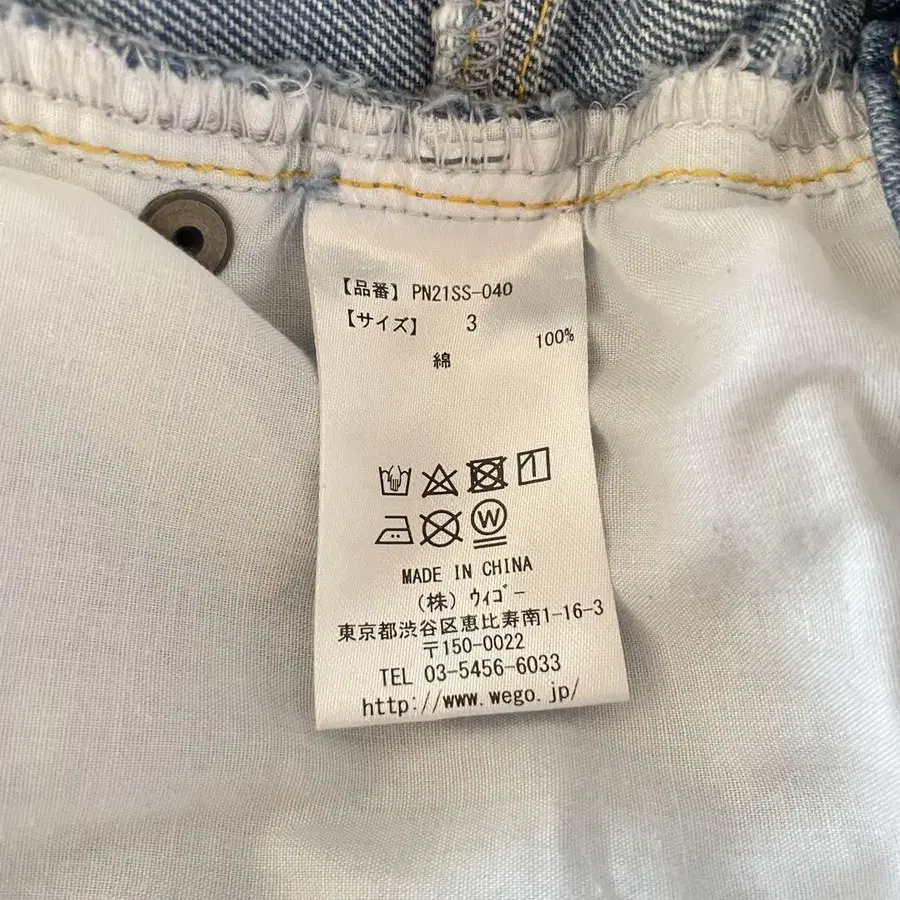 【品番】 PN21SS-040
【サイズ】 3
綿 100%
W
MADE IN CHINA
(株) ウィゴー
東京都渋谷区恵比寿南1-16-3
〒150-0022
TEL 03-5456-6033
http://www.wego.jp/